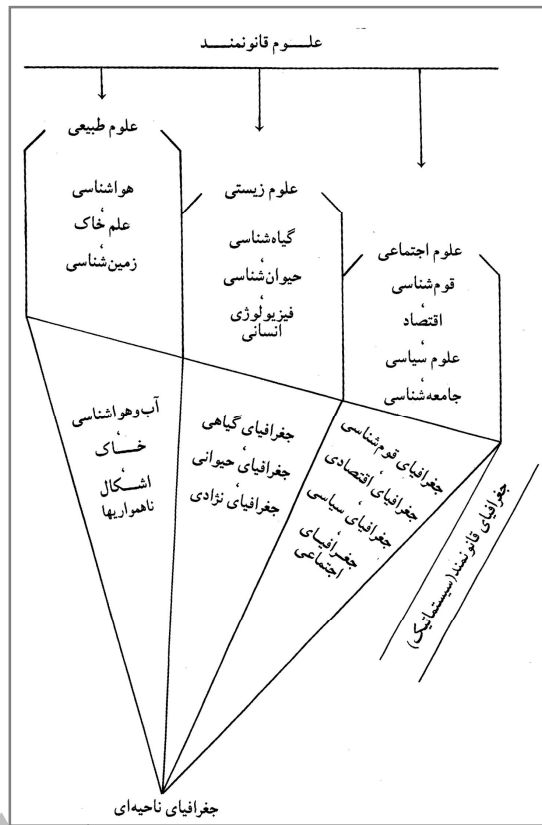 علوم قانونمند
علوم طبیعی
هواشناسی
،
علم خاک
،
زمین‌شناسی
علوم زیستی
گیاه‌شناسی
،
حیوان‌شناسی
،
فیزیولوژی
انسانی
علوم اجتماعی
قوم‌شناسی
،
اقتصاد
،
علوم سیاسی
،
جامعه‌شناسی
آب‌وهواشناسی
،
خاک
،
اشکال
ناهمواریها
جغرافیای گیاهی
،
جغرافیای حیوانی
،
جغرافیای نژادی
جغرافیای قوم‌شناسی
،
جغرافیای اقتصادی
،
جغرافیای سیاسی
،
جغرافیای
اجتماعی
جغرافیای قانونمند (سیستماتیک)
جغرافیای ناحیه‌ای